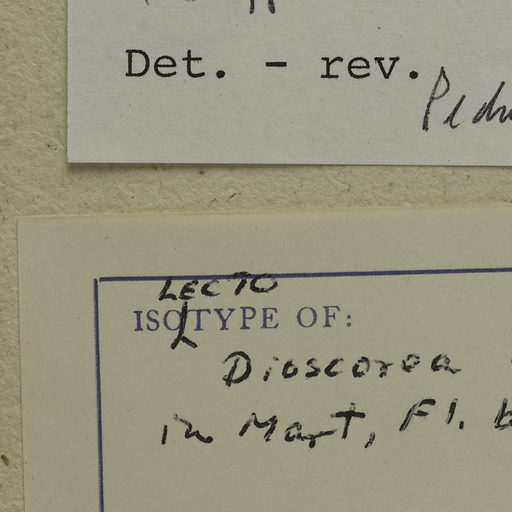 Det. - rev.
LECTO
ISOTYPE OF:
Dioscorea
in Mart, Fl.